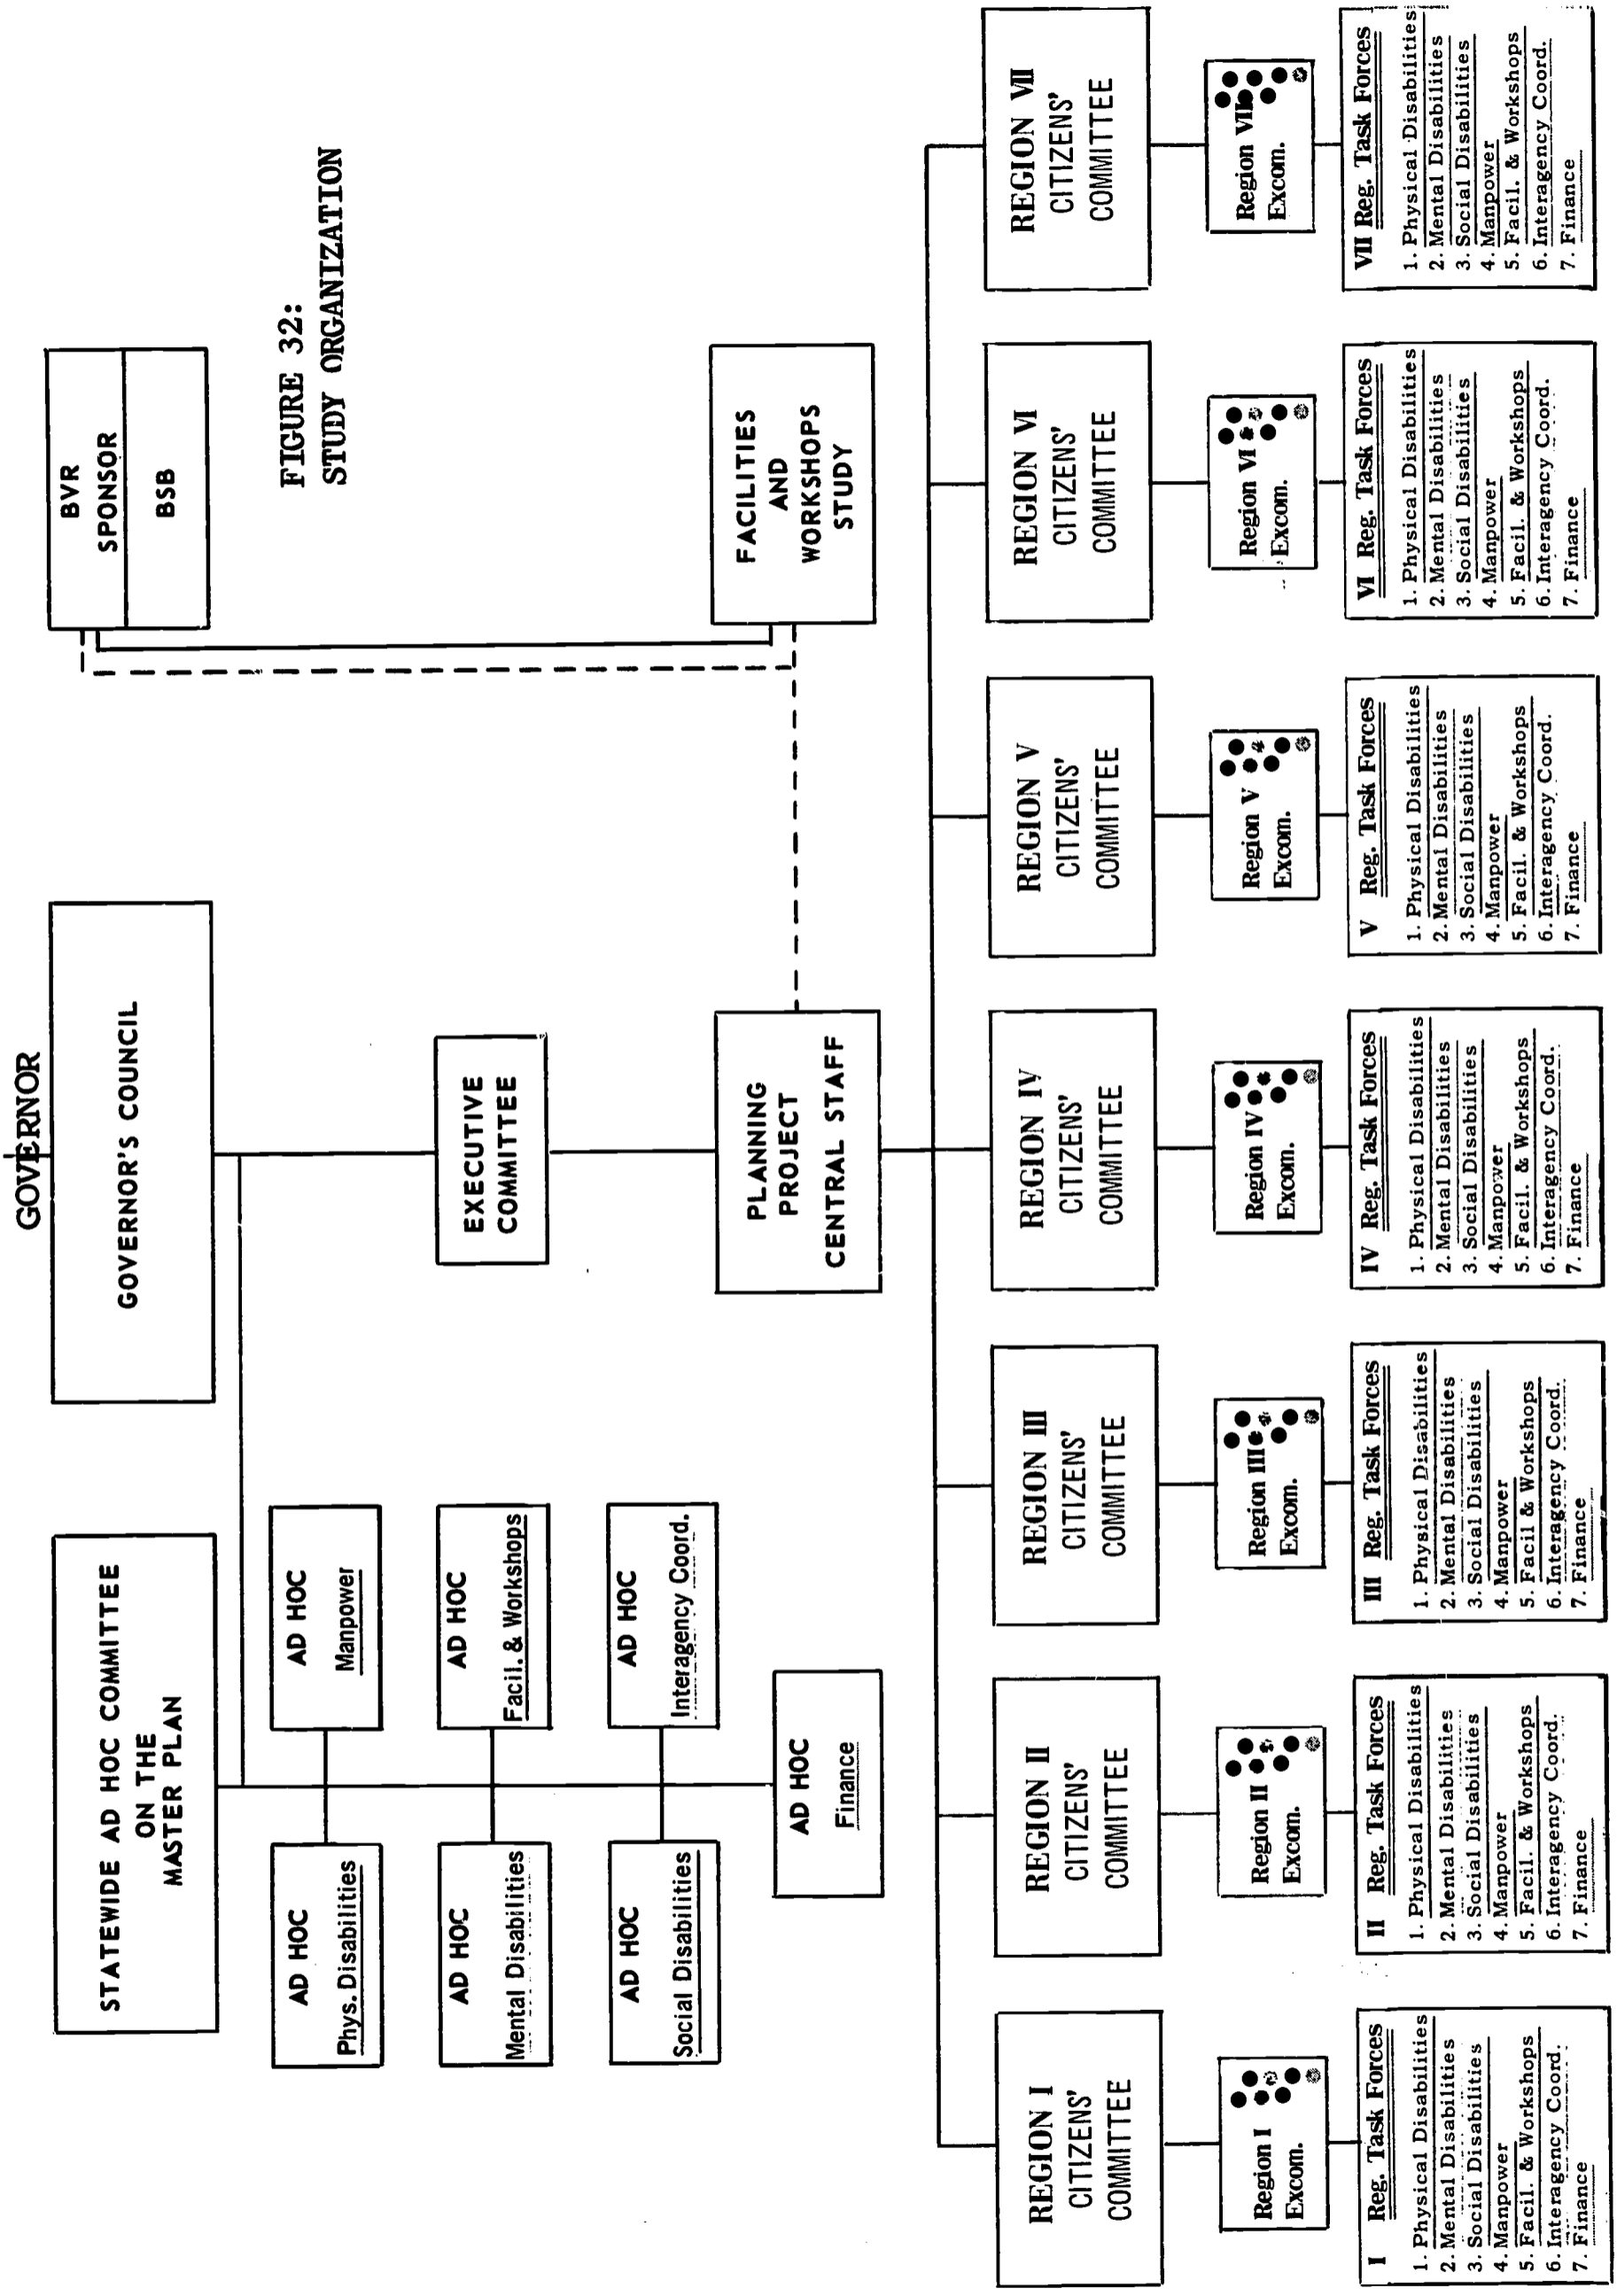 GOVERNOR
STATEWIDE AD HOC COMMITTEE
ON THE
MASTER PLAN
GOVERNOR'S COUNCIL
BVR
SPONSOR
BSB
FIGURE 32:
STUDY ORGANIZATION
AD HOC
Phys. Disabilities
AD HOC
Manpower
AD HOC
Mental Disabilities
AD HOC
Facil. & Workshops
AD HOC
Social Disabilities
AD HOC
Interagency Coord.
AD HOC
Finance
EXECUTIVE
COMMITTEE
PLANNING
PROJECT
CENTRAL STAFF
FACILITIES
AND
WORKSHOPS
STUDY
REGION I
CITIZENS'
COMMITTEE
REGION II
CITIZENS'
COMMITTEE
REGION III
CITIZENS'
COMMITTEE
REGION IV
CITIZENS'
COMMITTEE
REGION V
CITIZENS'
COMMITTEE
REGION VI
CITIZENS'
COMMITTEE
REGION VII
CITIZENS'
COMMITTEE
Region I
Excom.
Region II
Excom.
Region III
Excom.
Region IV
Excom.
Region V
Excom.
Region VI
Excom.
Region VII
Excom.
I Reg. Task Forces
1. Physical Disabilities
2. Mental Disabilities
3. Social Disabilities
4. Manpower
5. Facil. & Workshops
6. Interagency Coord.
7. Finance
II Reg. Task Forces
1. Physical Disabilities
2. Mental Disabilities
3. Social Disabilities
4. Manpower
5. Facil. & Workshops
6. Interagency Coord.
7. Finance
III Reg. Task Forces
1. Physical Disabilities
2. Mental Disabilities
3. Social Disabilities
4. Manpower
5. Facil & Workshops
6. Interagency Coord.
7. Finance
IV Reg. Task Forces
1. Physical Disabilities
2. Mental Disabilities
3. Social Disabilities
4. Manpower
5. Facil. & Workshops
6. Interagency Coord.
7. Finance
V Reg. Task Forces
1. Physical Disabilities
2. Mental Disabilities
3. Social Disabilities
4. Manpower
5. Facil. & Workshops
6. Interagency Coord.
7. Finance
VI Reg. Task Forces
1. Physical Disabilities
2. Mental Disabilities
3. Social Disabilities
4. Manpower
5. Facil. & Workshops
6. Interagency Coord.
7. Finance
VII Reg. Task Forces
1. Physical Disabilities
2. Mental Disabilities
3. Social Disabilities
4. Manpower
5. Facil. & Workshops
6. Interagency Coord.
7. Finance